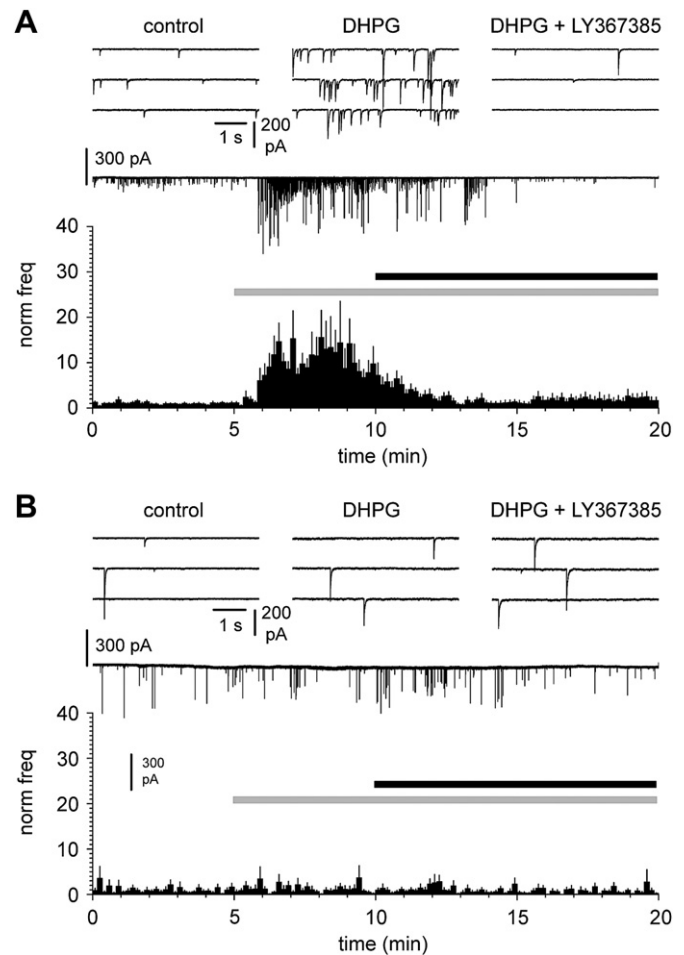 A
control DHPG DHPG + LY367385
1 s 200 pA
300 pA
40
30
20
10
0
norm freq
0 5 10 15 20
time (min)
B
control DHPG DHPG + LY367385
1 s 200 pA
300 pA
40
30
20
10
0
300 pA
norm freq
0 5 10 15 20
time (min)